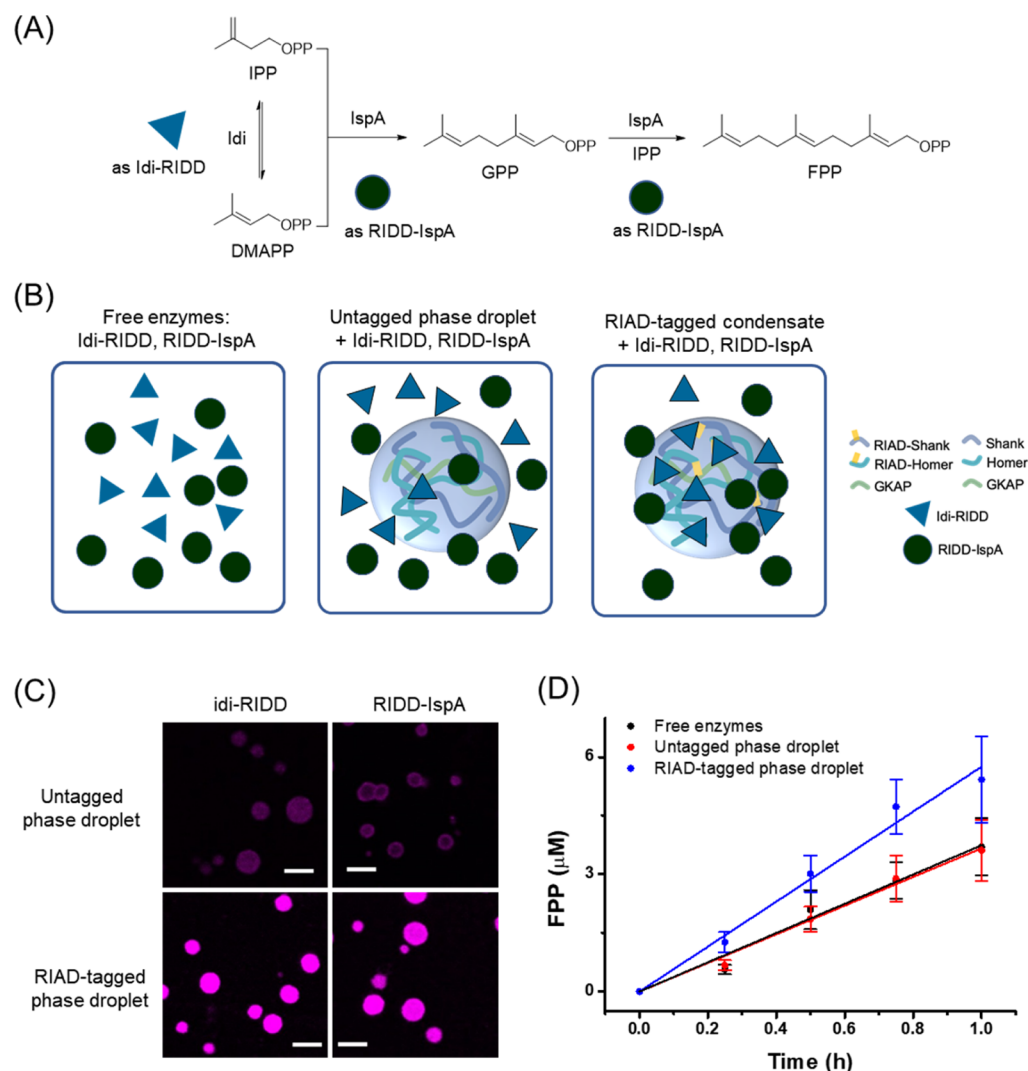 (A)
OPP
IPP
Idi
as Idi-RIDD
OPP
DMAPP
IspA
as RIDD-IspA
OPP
GPP
IspA
IPP
as RIDD-IspA
OPP
FPP
(B)
Free enzymes:
Idi-RIDD, RIDD-IspA
Untagged phase droplet
+ Idi-RIDD, RIDD-IspA
RIAD-tagged condensate
+ Idi-RIDD, RIDD-IspA
RIAD-Shank Shank
RIAD-Homer Homer
GKAP GKAP
Idi-RIDD
RIDD-IspA
(C)
idi-RIDD RIDD-IspA
Untagged
phase droplet
RIAD-tagged
phase droplet
(D)
Free enzymes
Untagged phase droplet
RIAD-tagged phase droplet
FPP (μM)
6
3
0
0.0 0.2 0.4 0.6 0.8 1.0
Time (h)